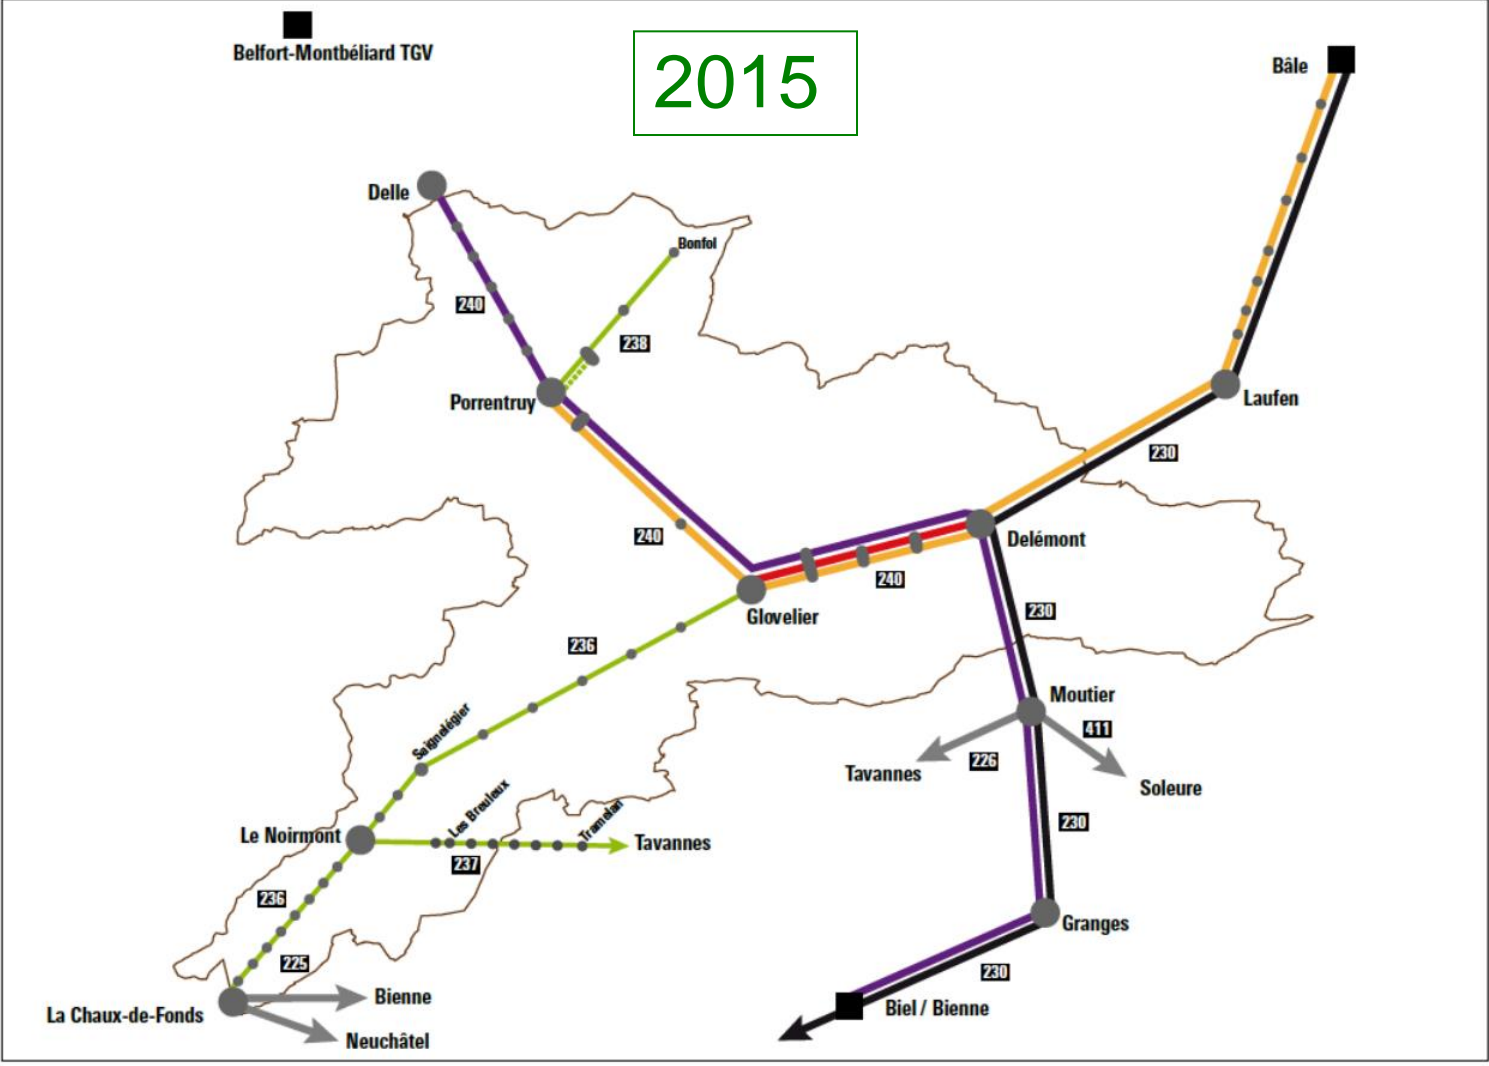 Belfort-Montbéliard TGV
2015
Bâle
Delle
Bonfol
240
238
Porrentruy
Laufen
230
240
Delémont
240
Glovelier
230
236
Moutier
411
Saignelégier
226
Tavannes
Soleure
Les Breuleux
Tramelan
230
Le Noirmont
Tavannes
237
236
Granges
225
230
Bienne
Biel / Bienne
La Chaux-de-Fonds
Neuchâtel